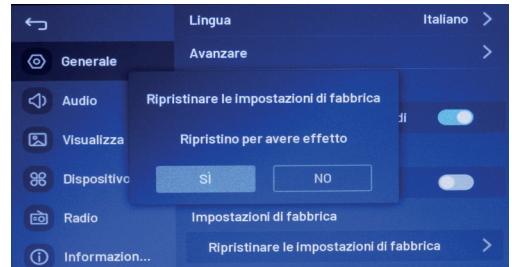 Lingua
Italiano
Generale
Avanzare
Audio
Ripristinare le impostazioni di fabbrica
di
Visualizza
Ripristino per avere effetto
Dispositivo
SÌ
NO
Radio
Impostazioni di fabbrica
Ripristinare le impostazioni di fabbrica
Informazion...